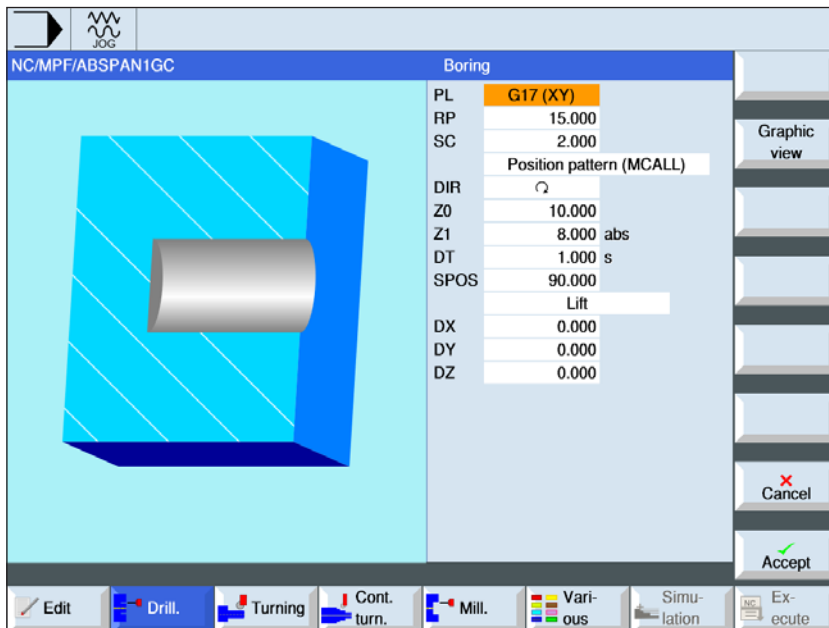 JOG
NC/MPF/ABSPAN1GC
Boring
PL G17 (XY)
RP 15.000
SC 2.000
Position pattern (MCALL)
DIR
Z0 10.000
Z1 8.000 abs
DT 1.000 s
SPOS 90.000
Lift
DX 0.000
DY 0.000
DZ 0.000
Graphic
view
Cancel
Accept
Edit
Drill.
Turning
Cont.
turn.
Mill.
Vari-
ous
Simu-
lation
NC
Ex-
ecute